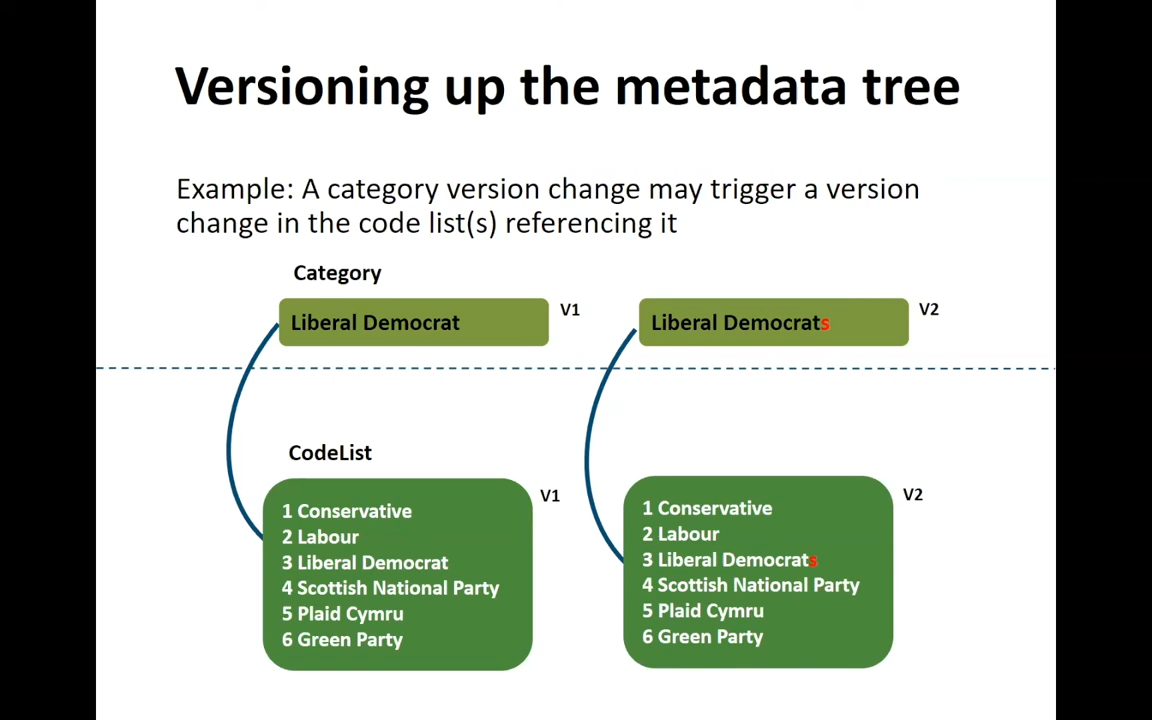 Versioning up the metadata tree
Example: A category version change may trigger a version
change in the code list(s) referencing it
Category
Liberal Democrat
V1
Liberal Democrats
V2
CodeList
V1
1 Conservative
2 Labour
3 Liberal Democrat
4 Scottish National Party
5 Plaid Cymru
6 Green Party
V2
1 Conservative
2 Labour
3 Liberal Democrats
4 Scottish National Party
5 Plaid Cymru
6 Green Party